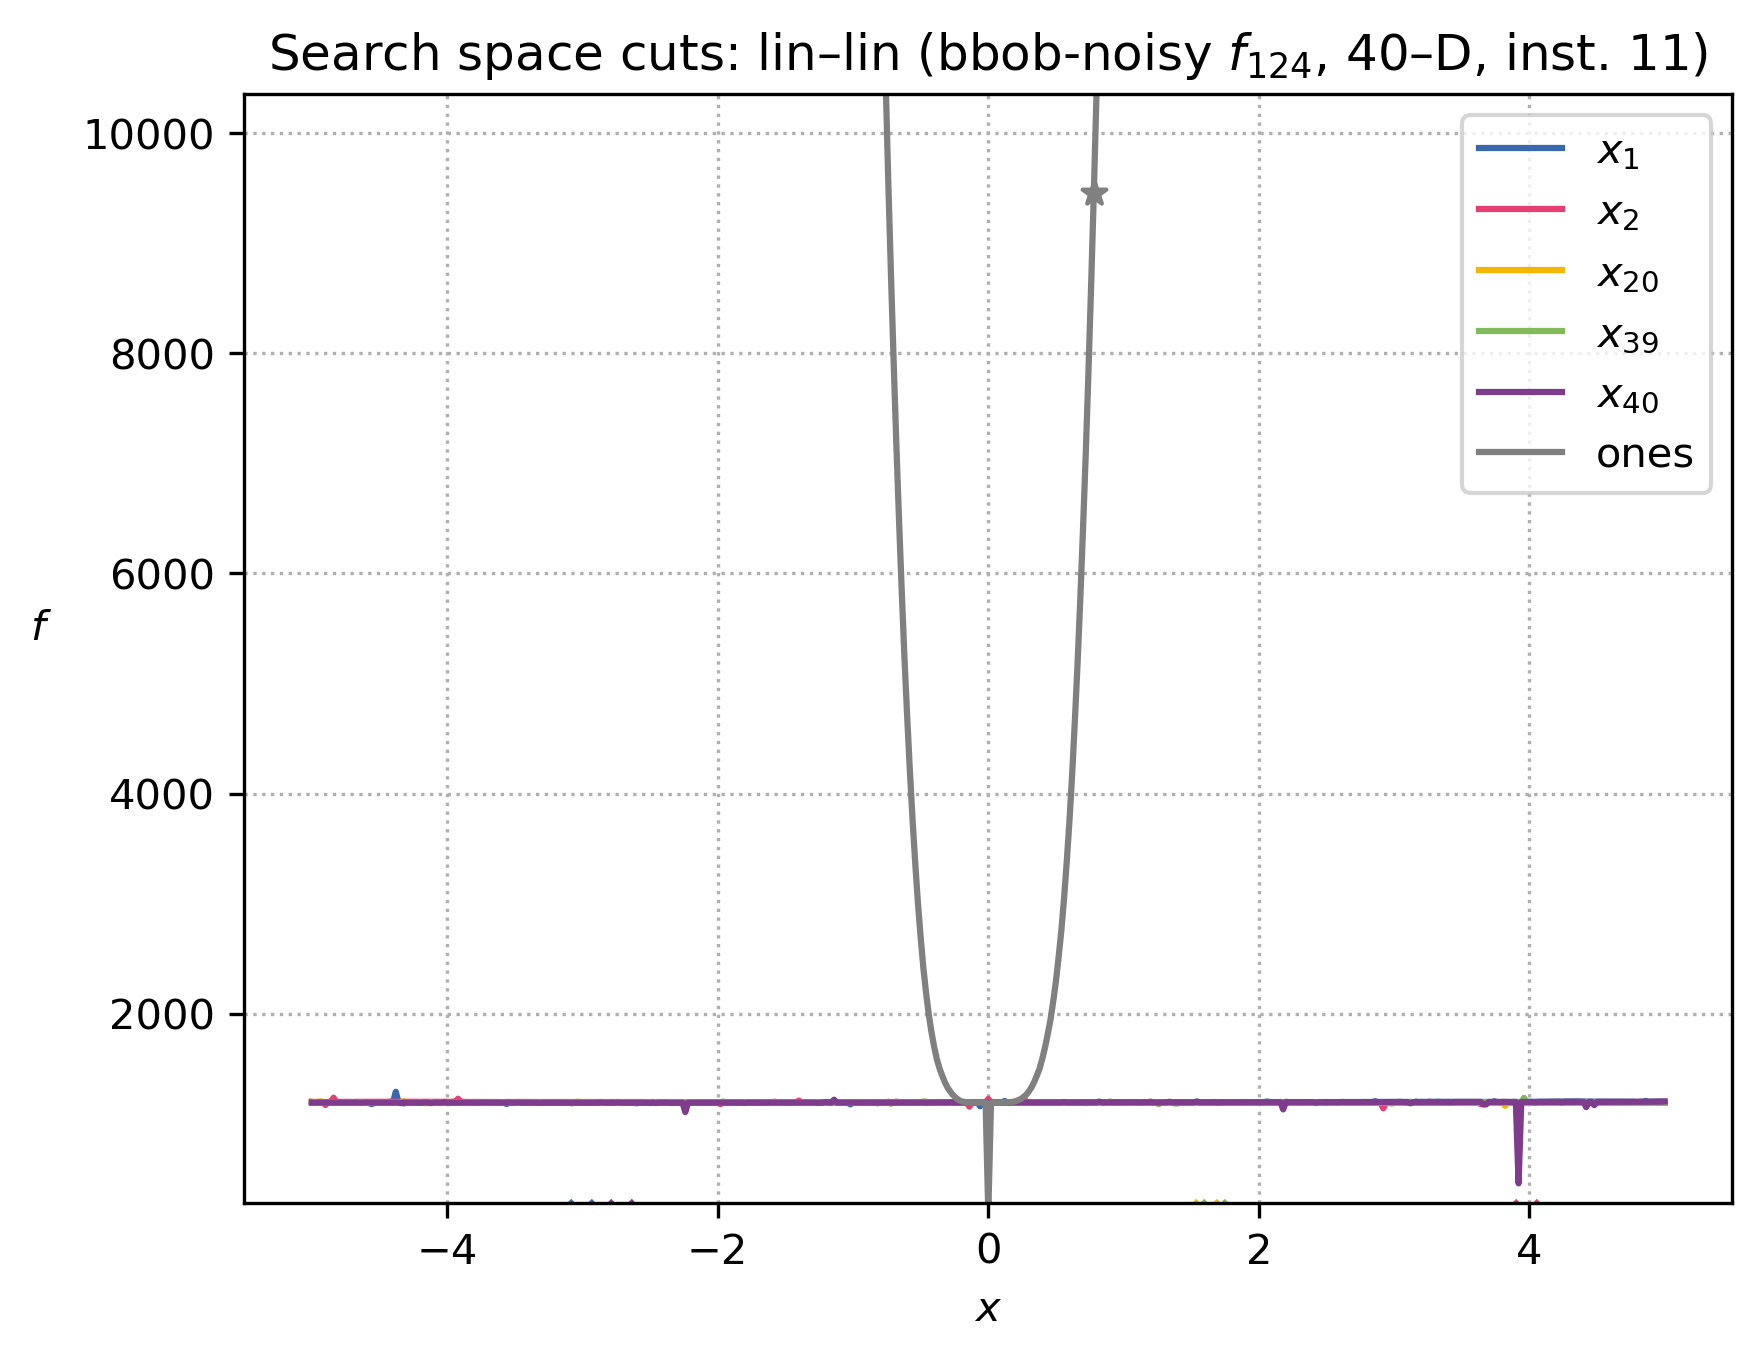 Search space cuts: lin–lin (bbob-noisy f₁₂₄, 40–D, inst. 11)
10000
8000
6000
4000
2000
f
−4 −2 0 2 4
x
x₁
x₂
x₂₀
x₃₉
x₄₀
ones